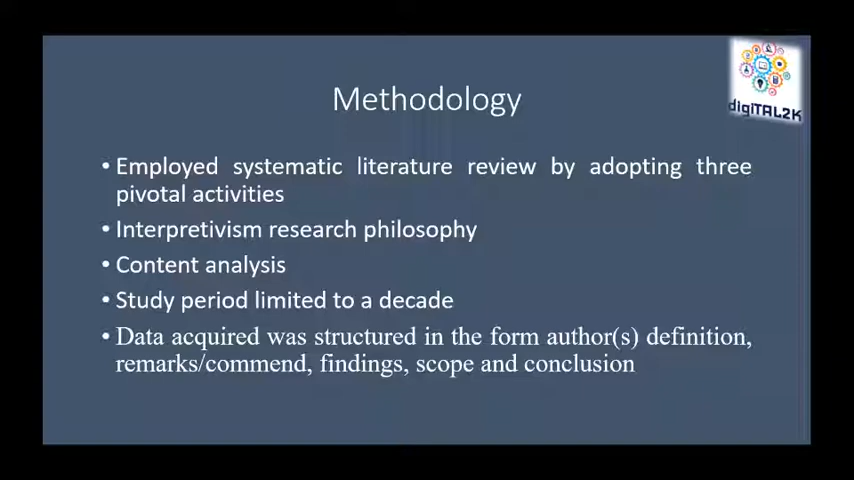 digiTAL2K
Methodology
• Employed systematic literature review by adopting three
pivotal activities
• Interpretivism research philosophy
• Content analysis
• Study period limited to a decade
• Data acquired was structured in the form author(s) definition,
remarks/commend, findings, scope and conclusion